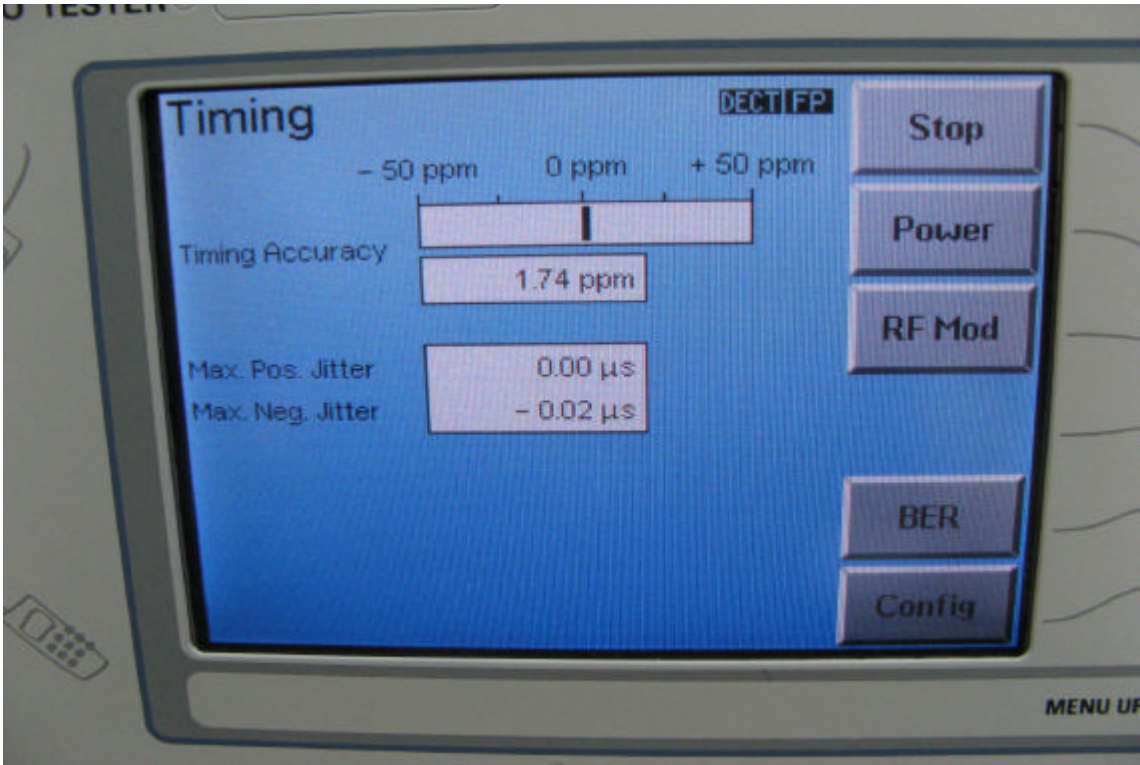 O TESTER
Timing
DECT FP
- 50 ppm 0 ppm + 50 ppm
Timing Accuracy
1.74 ppm
Max. Pos. Jitter 0.00 µs
Max. Neg. Jitter - 0.02 µs
Stop
Power
RF Mod
BER
Config
MENU UP